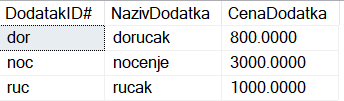 DodatakID# NazivDodatka CenaDodatka
dor dorucak 800.0000
noc nocenje 3000.0000
ruc rucak 1000.0000